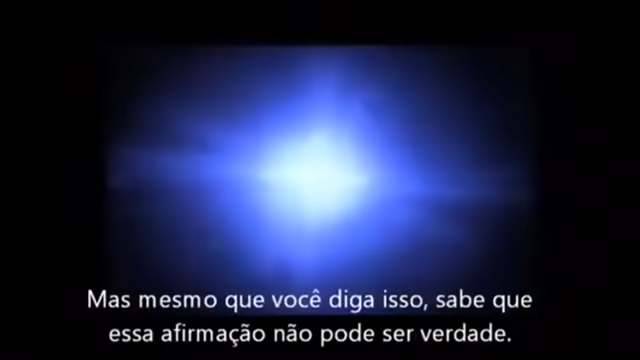 Mas mesmo que você diga isso, sabe que
essa afirmação não pode ser verdade.